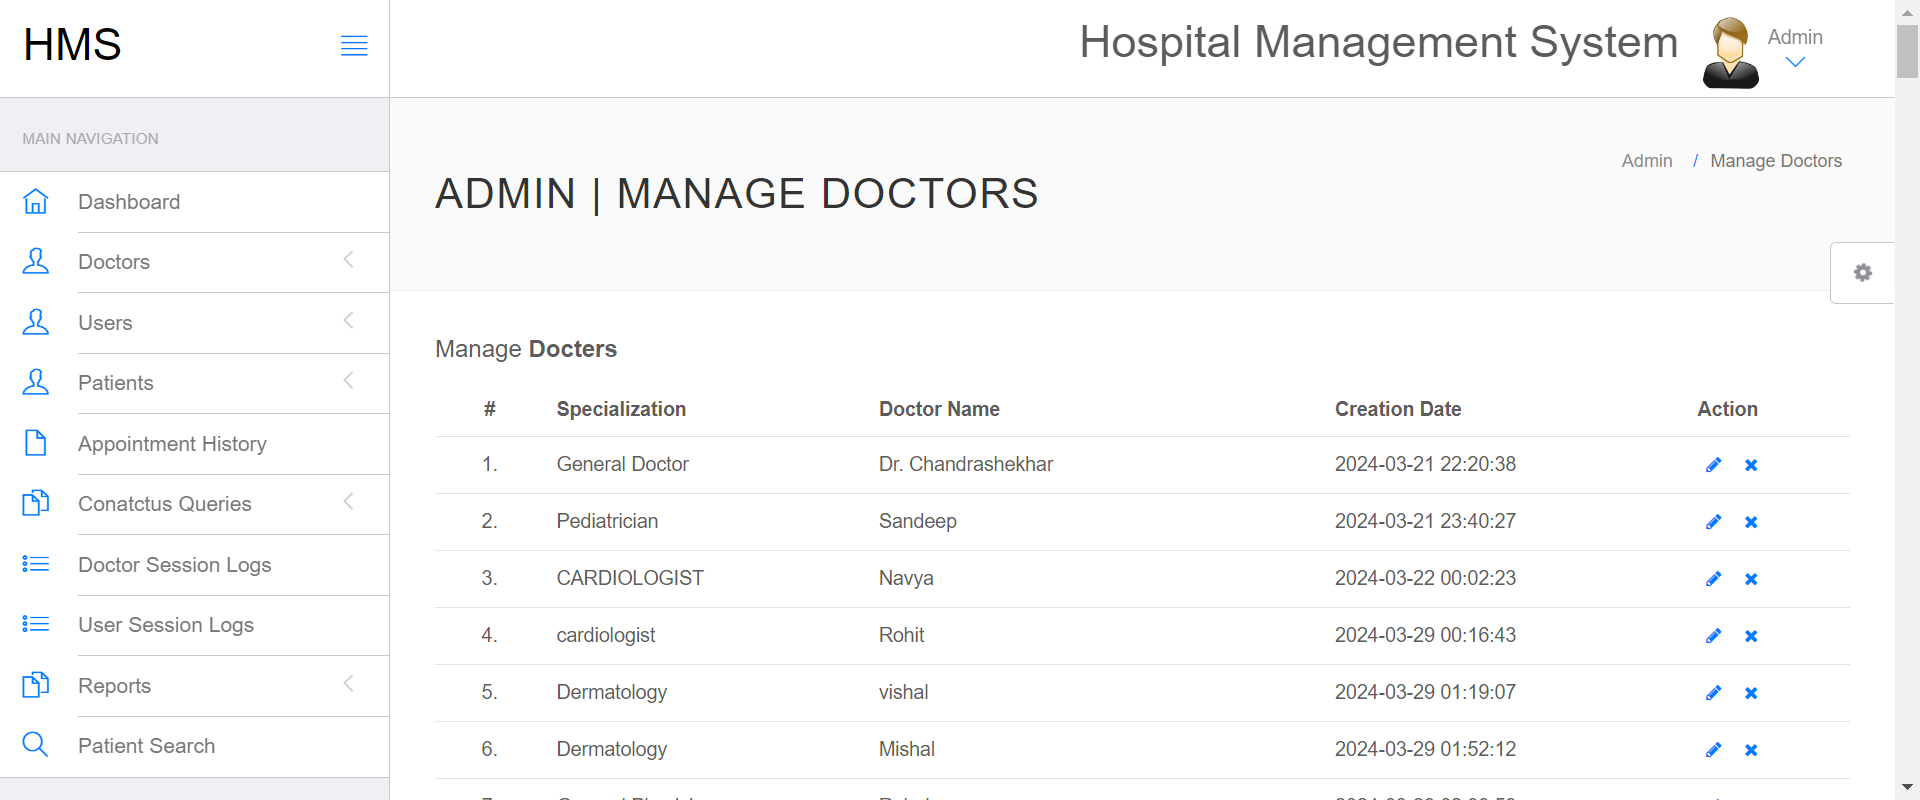 HMS
Hospital Management System
Admin
MAIN NAVIGATION
Dashboard
Doctors
Users
Patients
Appointment History
Conatctus Queries
Doctor Session Logs
User Session Logs
Reports
Patient Search
ADMIN | MANAGE DOCTORS
Admin / Manage Doctors
Manage Docters
# Specialization Doctor Name Creation Date Action
1. General Doctor Dr. Chandrashekhar 2024-03-21 22:20:38
2. Pediatrician Sandeep 2024-03-21 23:40:27
3. CARDIOLOGIST Navya 2024-03-22 00:02:23
4. cardiologist Rohit 2024-03-29 00:16:43
5. Dermatology vishal 2024-03-29 01:19:07
6. Dermatology Mishal 2024-03-29 01:52:12